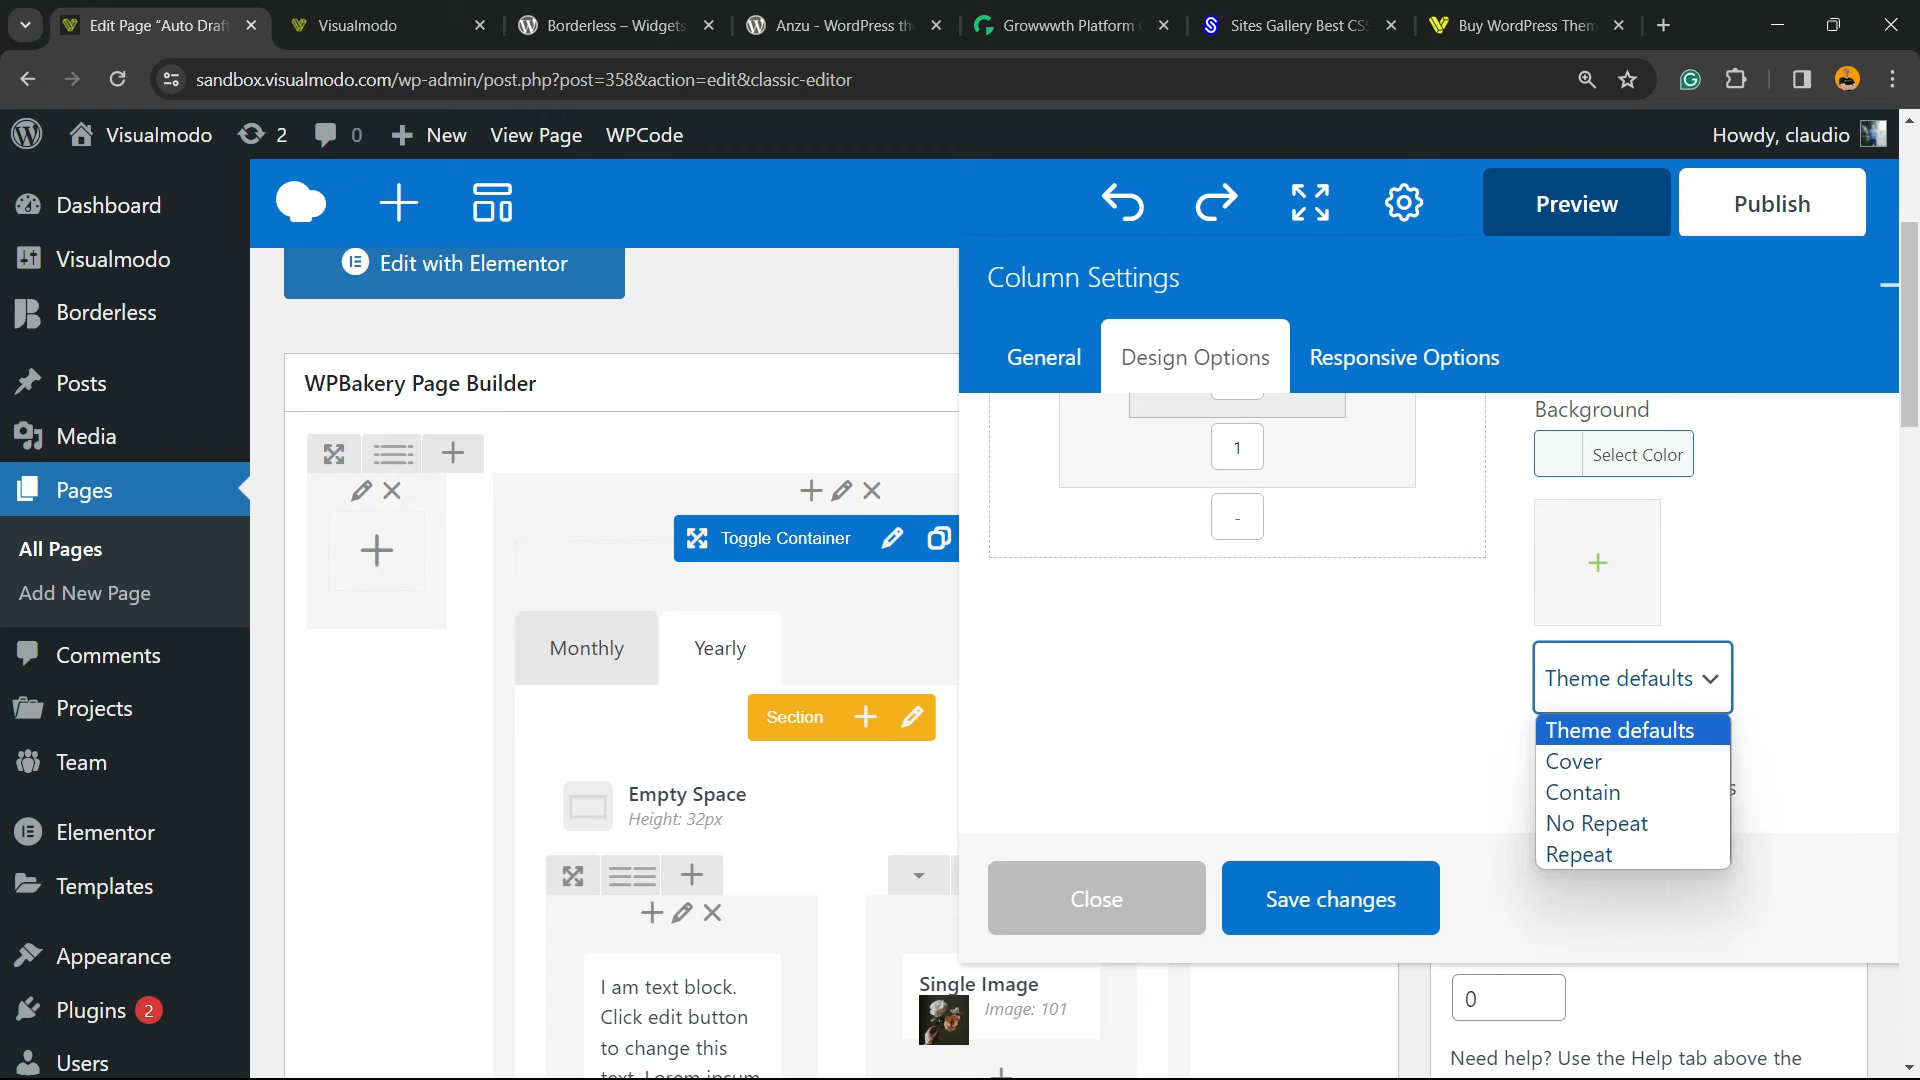 Edit Page “Auto Draf
Visualmodo
Borderless – Widgets
Anzu - WordPress th
Growwwth Platform
Sites Gallery Best CSS
Buy WordPress Them
sandbox.visualmodo.com/wp-admin/post.php?post=358&action=edit&classic-editor
Visualmodo
2
0
New
View Page
WPCode
Howdy, claudio
Dashboard
Visualmodo
Borderless
Posts
Media
Pages
All Pages
Add New Page
Comments
Projects
Team
Elementor
Templates
Appearance
Plugins 2
Users
Preview
Publish
Edit with Elementor
WPBakery Page Builder
Toggle Container
Monthly
Yearly
Section
Empty Space
Height: 32px
I am text block.
Click edit button
to change this
text. Lorem ipsum
Single Image
Image: 101
Column Settings
General
Design Options
Responsive Options
1
-
Background
Select Color
Theme defaults
Theme defaults
Cover
Contain
No Repeat
Repeat
s
Close
Save changes
0
Need help? Use the Help tab above the